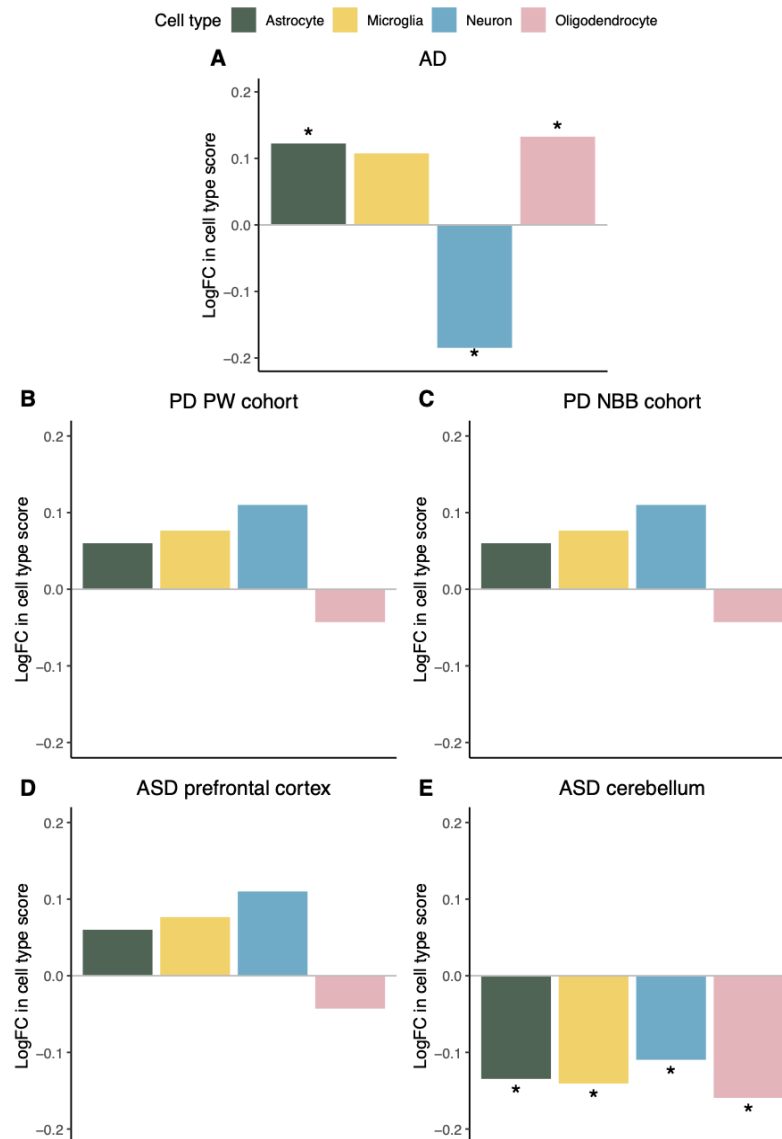 Cell type Astrocyte Microglia Neuron Oligodendrocyte
A AD
LogFC in cell type score
0.2
0.1
0.0
−0.1
−0.2
*
*
*
B PD PW cohort
LogFC in cell type score
0.2
0.1
0.0
−0.1
−0.2
C PD NBB cohort
LogFC in cell type score
0.2
0.1
0.0
−0.1
−0.2
D ASD prefrontal cortex
LogFC in cell type score
0.2
0.1
0.0
−0.1
−0.2
E ASD cerebellum
LogFC in cell type score
0.2
0.1
0.0
−0.1
−0.2
*
*
*
*